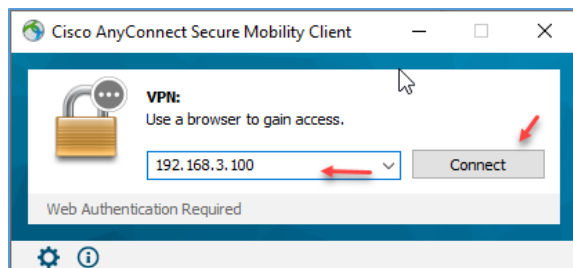 Cisco AnyConnect Secure Mobility Client
VPN:
Use a browser to gain access.
192.168.3.100
Connect
Web Authentication Required